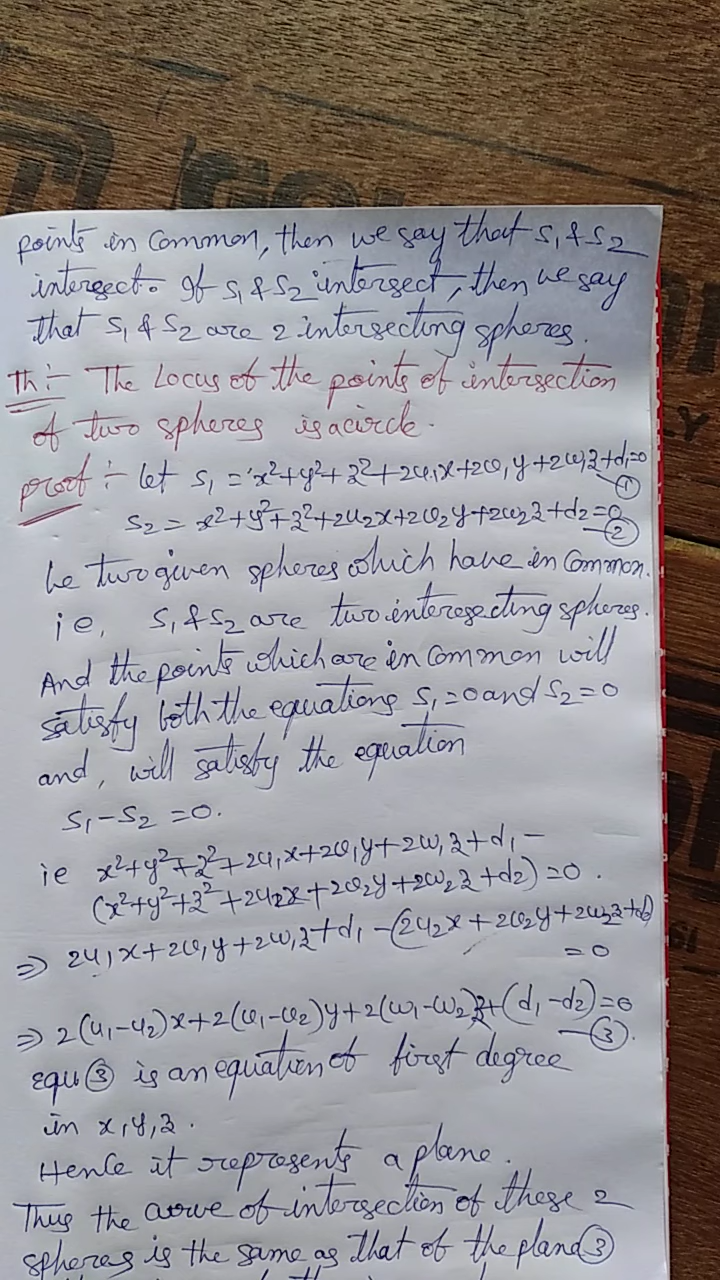 points in common, then we say that S₁ & S₂
intersect. If S₁ & S₂ intersect, then we say
that S₁ & S₂ are 2 intersecting spheres.
Th :- The Locus of the points of intersection
of two spheres is a circle.
proof :- Let S₁ = x²+y²+z²+2u₁x+2v₁y+2w₁z+d₁=0 —①
S₂ = x²+y²+z²+2u₂x+2v₂y+2w₂z+d₂=0 —②
be two given spheres which have in common.
ie, S₁ & S₂ are two interesecting spheres.
And the points which are in common will
satisfy both the equations S₁=0 and S₂=0
and, will satisfy the equation
S₁-S₂ =0.
ie x²+y²+z²+2u₁x+2v₁y+2w₁z+d₁ -
(x²+y²+z²+2u₂x+2v₂y+2w₂z+d₂)=0.
⇒ 2u₁x+2v₁y+2w₁z+d₁ -(2u₂x+2v₂y+2w₂z+d₂)
=0
⇒ 2(u₁-u₂)x+2(v₁-v₂)y+2(w₁-w₂)z+(d₁-d₂)=0 —③.
equ ③ is an equation of first degree
in x,y,z.
Hence it represents a plane.
Thus the curve of intersection of these 2
spheres is the same as that of the plane ③